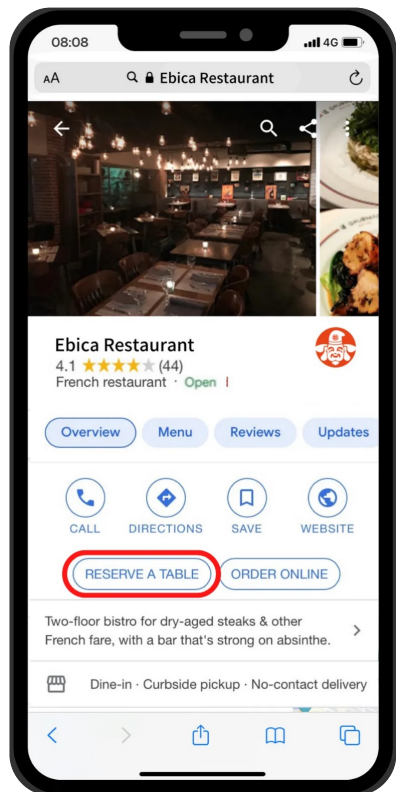 08:08
4G
AA
Ebica Restaurant
Ebica Restaurant
4.1 (44)
French restaurant · Open
Overview
Menu
Reviews
Updates
CALL
DIRECTIONS
SAVE
WEBSITE
RESERVE A TABLE
ORDER ONLINE
Two-floor bistro for dry-aged steaks & other
French fare, with a bar that's strong on absinthe.
Dine-in · Curbside pickup · No-contact delivery